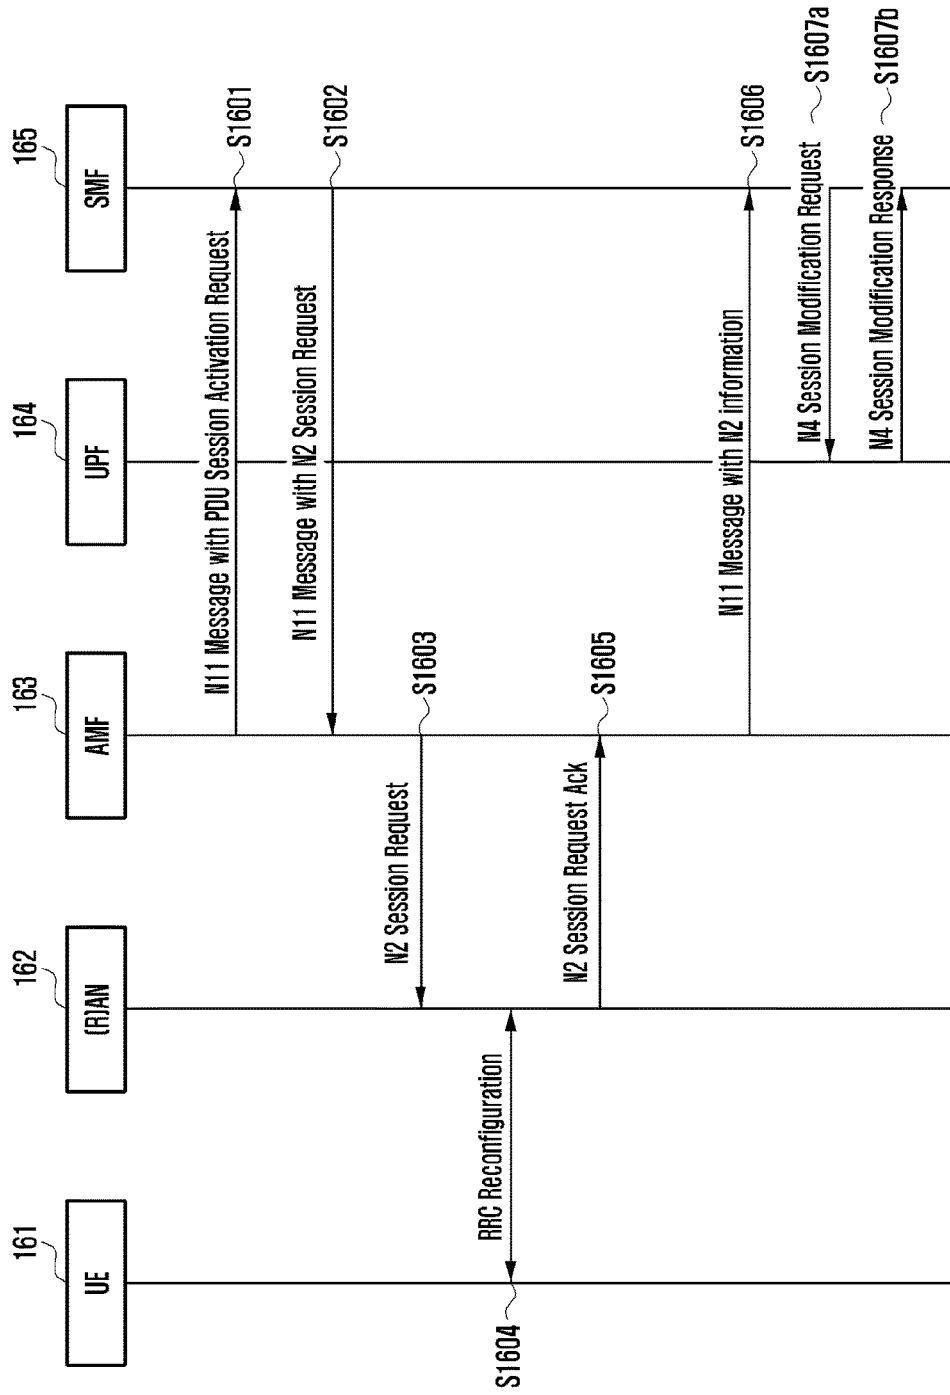 161
162
163
164
165
UE
(R)AN
AMF
UPF
SMF
N11 Message with PDU Session Activation Request
S1601
N11 Message with N2 Session Request
S1602
N2 Session Request
S1603
S1604
RRC Reconfiguration
N2 Session Request Ack
S1605
N11 Message with N2 information
S1606
N4 Session Modification Request
S1607a
N4 Session Modification Response
S1607b